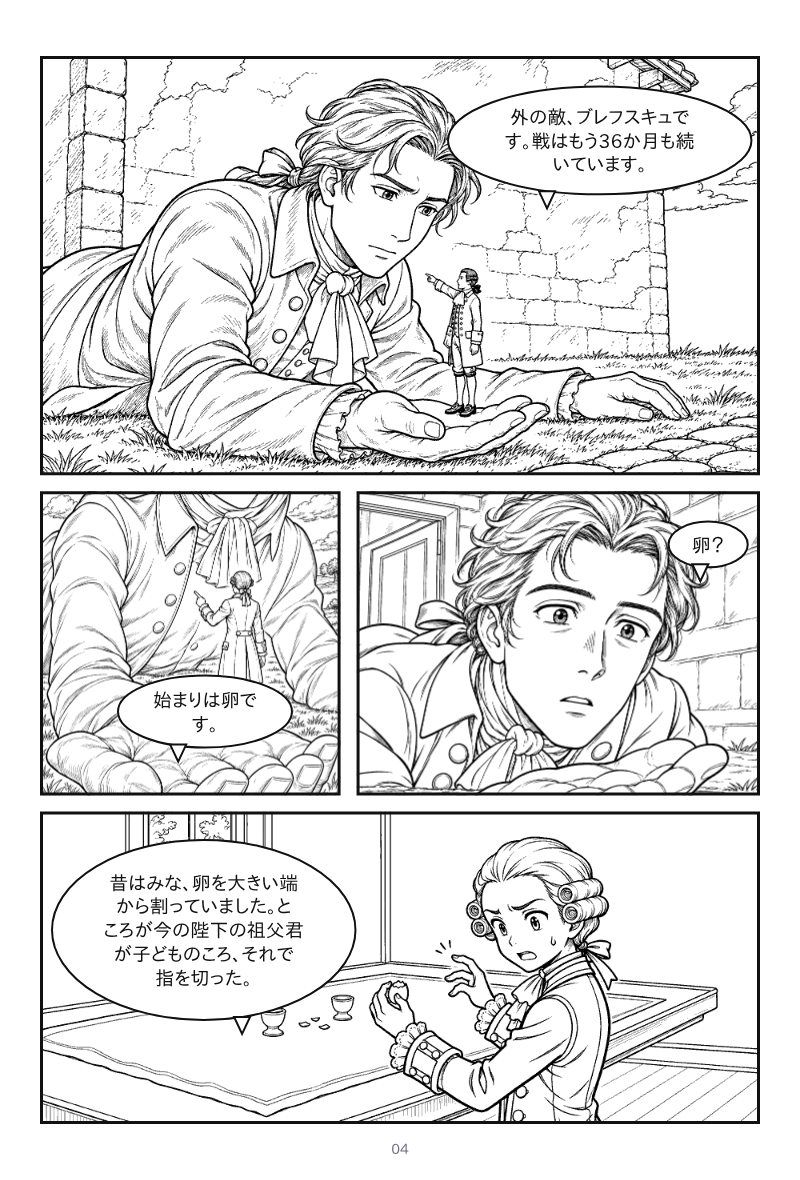 外の敵、ブレフスキュで
す。戦はもう36か月も続
いています。
始まりは卵で
す。
卵?
昔はみな、卵を大きい端
から割っていました。と
ころが今の陛下の祖父君
が子どものころ、それで
指を切った。
04